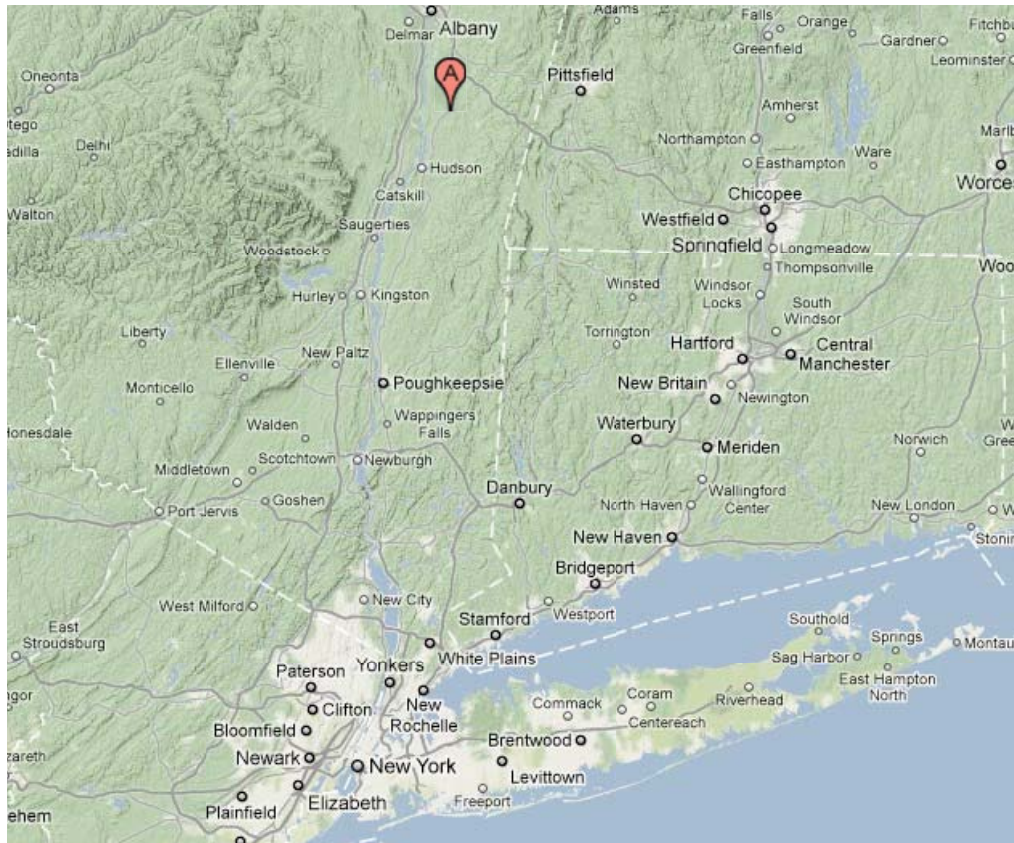 Adams
Falls
Orange
Fitchbu
Albany
Delmar
Greenfield
Gardner
Leominster
A
Oneonta
Pittsfield
Otego
Amherst
Delhi
Northampton
Marlb
adilla
Ware
Hudson
Easthampton
Worces
Catskill
Chicopee
Walton
Westfield
Saugerties
Springfield
Longmeadow
Woodstock
Thompsonville
Woo
Winsted
Windsor
Locks
Hurley
Kingston
South
Windsor
Liberty
Torrington
New Paltz
Hartford
Central
Manchester
Ellenville
Monticello
Poughkeepsie
New Britain
Newington
Wappingers
Falls
Walden
Waterbury
Honesdale
Norwich
Gree
Meriden
Scotchtown
Newburgh
Middletown
Danbury
Wallingford
Center
Goshen
North Haven
New London
Port Jervis
New Haven
Stonin
Bridgeport
West Milford
New City
Westport
Stamford
Southold
East
Stroudsburg
Springs
Montau
White Plains
Sag Harbor
Paterson
Yonkers
East Hampton
North
Coram
Riverhead
Commack
New
Rochelle
Clifton
Centereach
Bloomfield
Brentwood
Newark
New York
Levittown
zareth
Freeport
Elizabeth
Plainfield
ehem